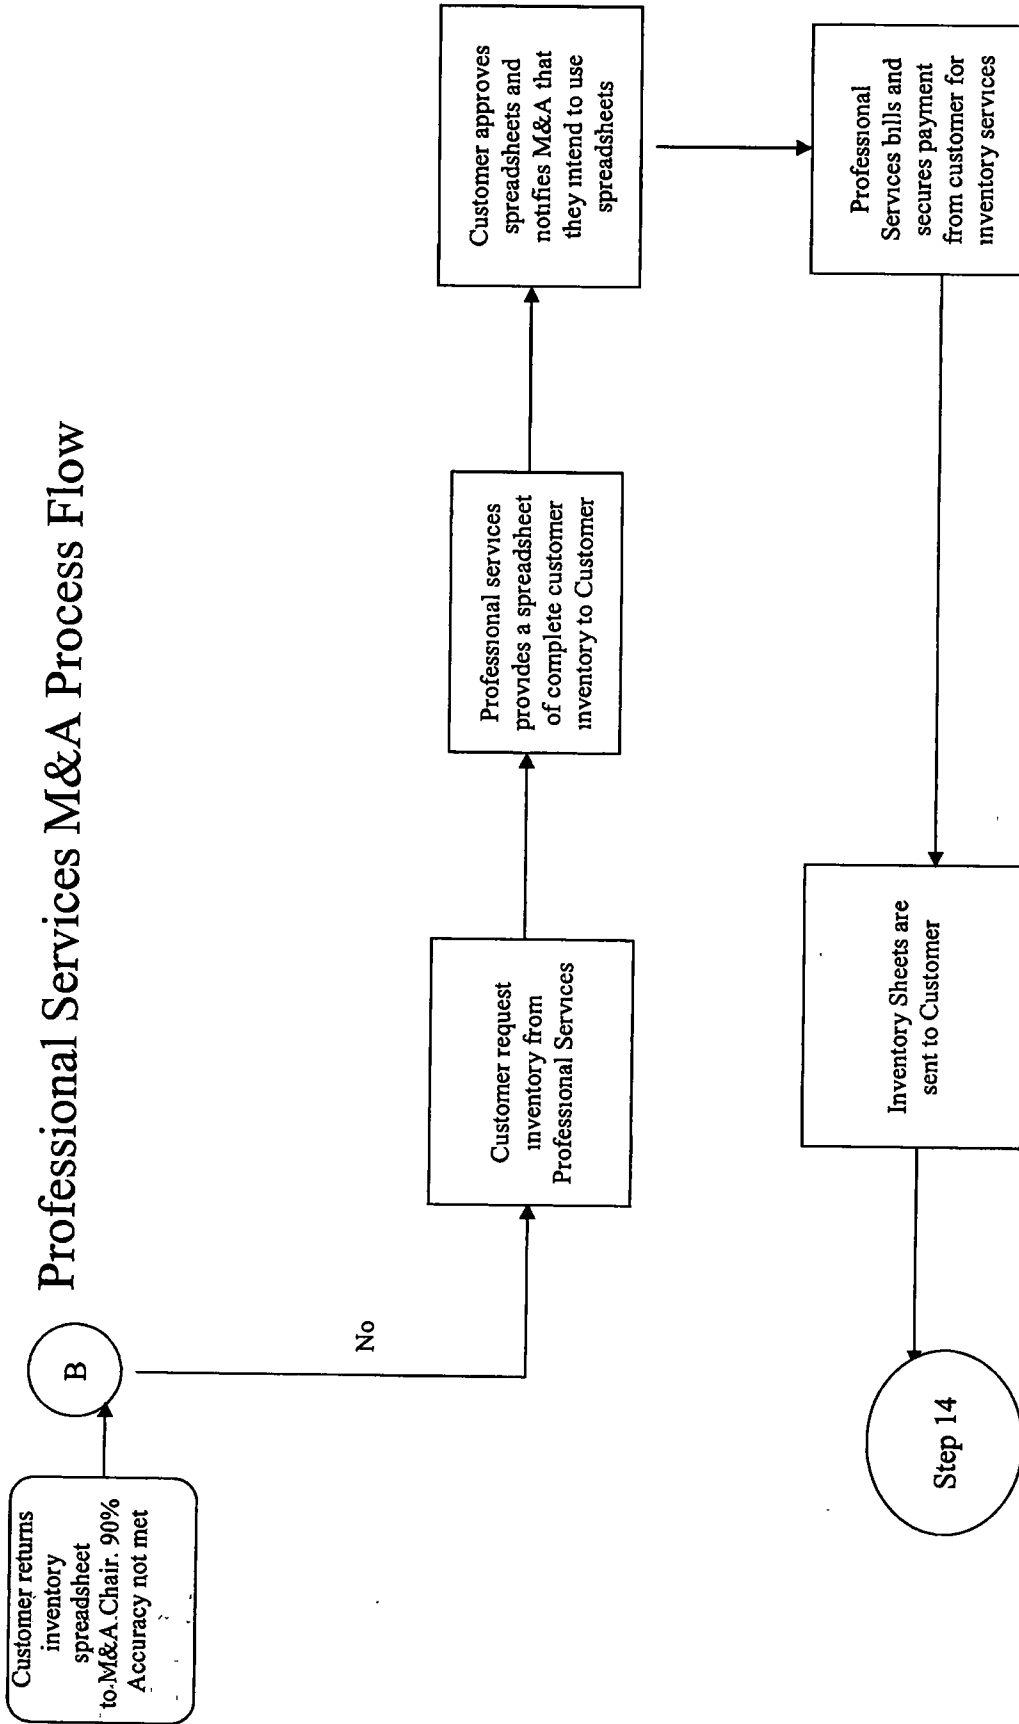 Professional Services M&A Process Flow
Customer returns
inventory
spreadsheet
to M&A Chair. 90%
Accuracy not met
B
No
Customer request
inventory from
Professional Services
Professional services
provides a spreadsheet
of complete customer
inventory to Customer
Customer approves
spreadsheets and
notifies M&A that
they intend to use
spreadsheets
Professional
Services bills and
secures payment
from customer for
inventory services
Inventory Sheets are
sent to Customer
Step 14